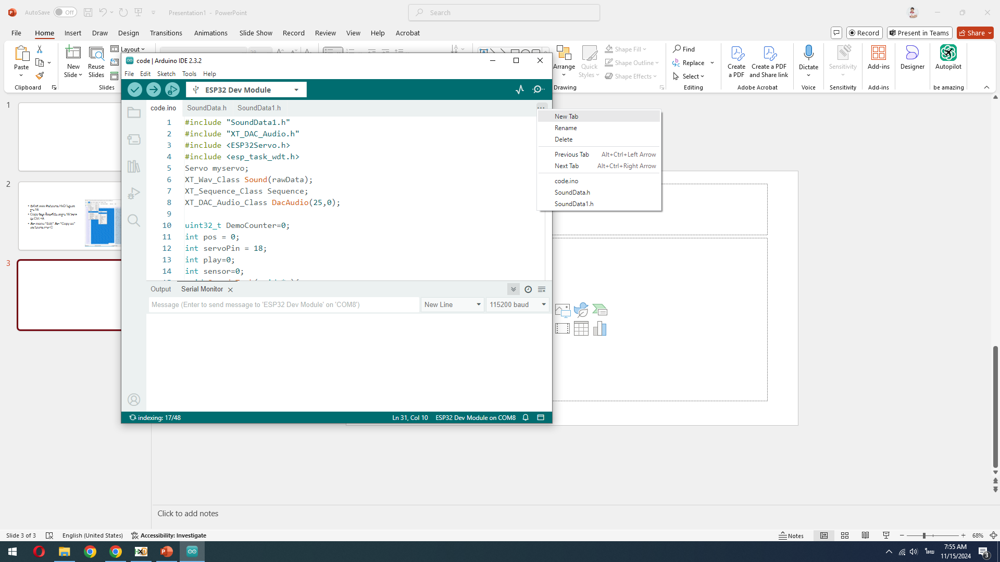 AutoSave Off Presentation1 - PowerPoint Search
File Home Insert Draw Design Transitions Animations Slide Show Record Review View Help Acrobat Record Present in Teams Share
Paste
Clipboard
New
Slide
Reuse
Slides
Layout
Slides
Arrange
Quick
Styles
Shape Fill
Shape Outline
Shape Effects
Drawing
Find
Replace
Select
Editing
Create
a PDF
Create a PDF
and Share link
Adobe Acrobat
Dictate
Voice
Sensitivity
Sensitivity
Add-ins
Add-ins
Designer
Autopilot
be amazing
code | Arduino IDE 2.3.2
File Edit Sketch Tools Help
ESP32 Dev Module
code.ino SoundData.h SoundData1.h
1 #include "SoundData1.h"
2 #include "XT_DAC_Audio.h"
3 #include <ESP32Servo.h>
4 #include <esp_task_wdt.h>
5 Servo myservo;
6 XT_Wav_Class Sound(rawData);
7 XT_Sequence_Class Sequence;
8 XT_DAC_Audio_Class DacAudio(25,0);
9
10 uint32_t DemoCounter=0;
11 int pos = 0;
12 int servoPin = 18;
13 int play=0;
14 int sensor=0;
New Tab
Rename
Delete
Previous Tab Alt+Ctrl+Left Arrow
Next Tab Alt+Ctrl+Right Arrow
code.ino
SoundData.h
SoundData1.h
Output Serial Monitor
Message (Enter to send message to 'ESP32 Dev Module' on 'COM8') New Line 115200 baud
indexing: 17/48 Ln 31, Col 10 ESP32 Dev Module on COM8
1
2
.wav HxD
16
Copy 16
Ctrl +A
menu "Edit" "Copy as"
C
3
Click to add notes
Slide 3 of 3 English (United States) Accessibility: Investigate Notes 68%
ไทย 7:55 AM
11/15/2024 3